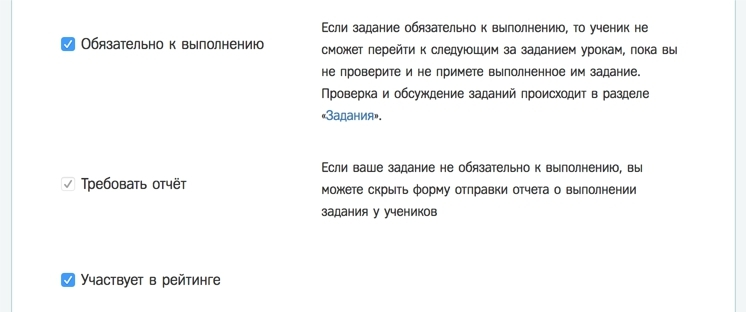 Обязательно к выполнению
Если задание обязательно к выполнению, то ученик не
сможет перейти к следующим за заданием урокам, пока вы
не проверите и не примете выполненное им задание.
Проверка и обсуждение заданий происходит в разделе
«Задания».
Требовать отчёт
Если ваше задание не обязательно к выполнению, вы
можете скрыть форму отправки отчета о выполнении
задания у учеников
Участвует в рейтинге